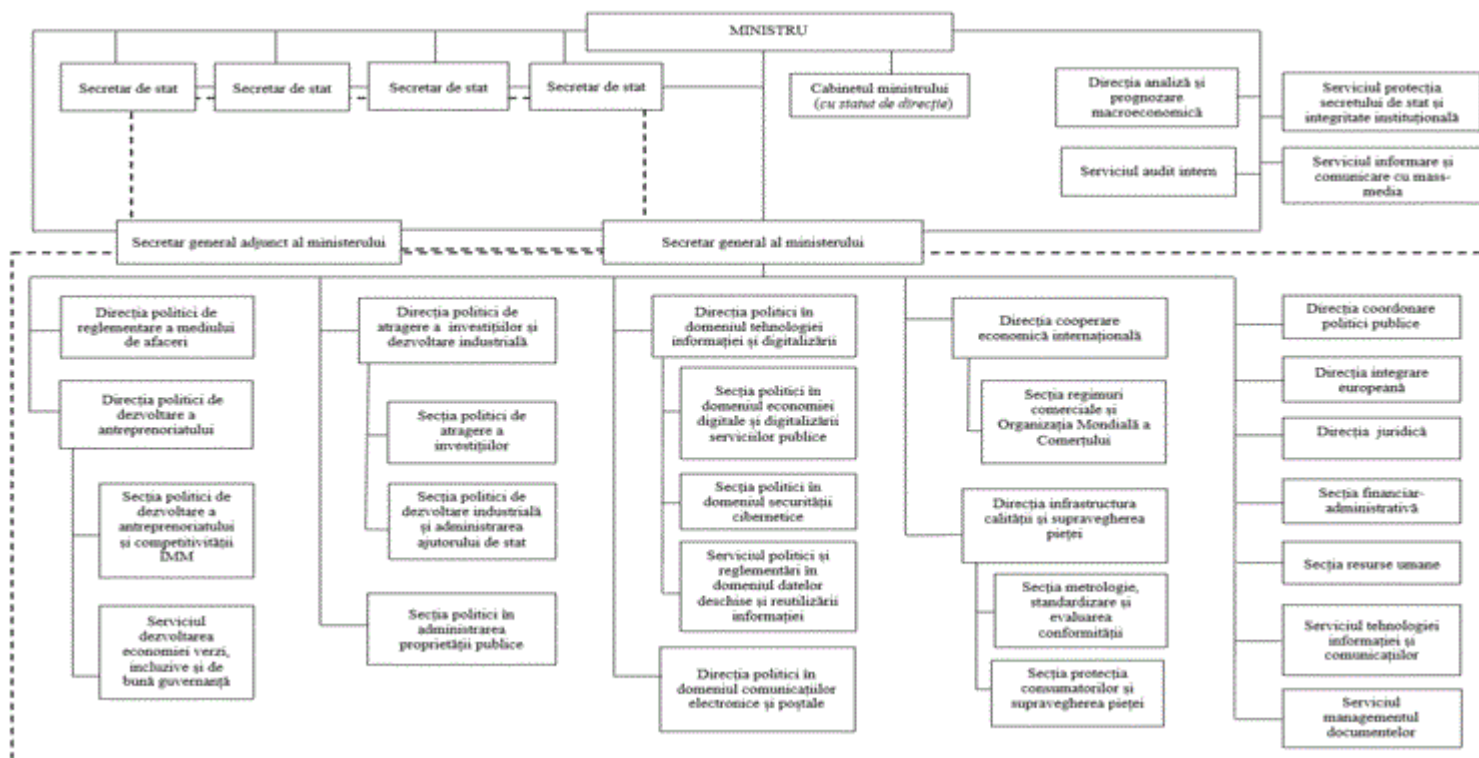 MINISTRU
Secretar de stat
Secretar de stat
Secretar de stat
Secretar de stat
Cabinetul ministrului
(cu statut de direcție)
Direcția analiză și
prognozare
macroeconomică
Serviciul protecția
secretului de stat și
integritate instituțională
Serviciul audit intern
Serviciul informare și
comunicare cu mass-
media
Secretar general adjunct al ministerului
Secretar general al ministerului
Direcția politici de
reglementare a mediului
de afaceri
Direcția politici de
dezvoltare a
antreprenoriatului
Secția politici de
dezvoltare a
antreprenoriatului
și competitivității
IMM
Serviciul
dezvoltarea
economiei verzi,
incluzive și de
bună guvernanță
Direcția politici de
atragere a investițiilor și
dezvoltare industrială
Secția politici de
atragere a
investițiilor
Secția politici de
dezvoltare industrială
și administrarea
ajutorului de stat
Secția politici în
administrarea
proprietății publice
Direcția politici în
domeniul tehnologiei
informației și digitalizării
Secția politici în
domeniul economiei
digitale și digitalizării
serviciilor publice
Secția politici în
domeniul securității
cibernetice
Serviciul politici și
reglementări în
domeniul datelor
deschise și reutilizării
informației
Direcția politici în
domeniul comunicațiilor
electronice și poștale
Direcția cooperare
economică internațională
Secția regimuri
comerciale și
Organizația Mondială a
Comerțului
Direcția infrastructura
calității și supravegherea
pieței
Secția metrologie,
standardizare și
evaluarea
conformității
Secția protecția
consumatorilor și
supravegherea pieței
Direcția coordonare
politici publice
Direcția integrare
europeană
Direcția juridică
Secția financiar-
administrativă
Secția resurse umane
Serviciul tehnologiei
informației și
comunicațiilor
Serviciul
managementul
documentelor